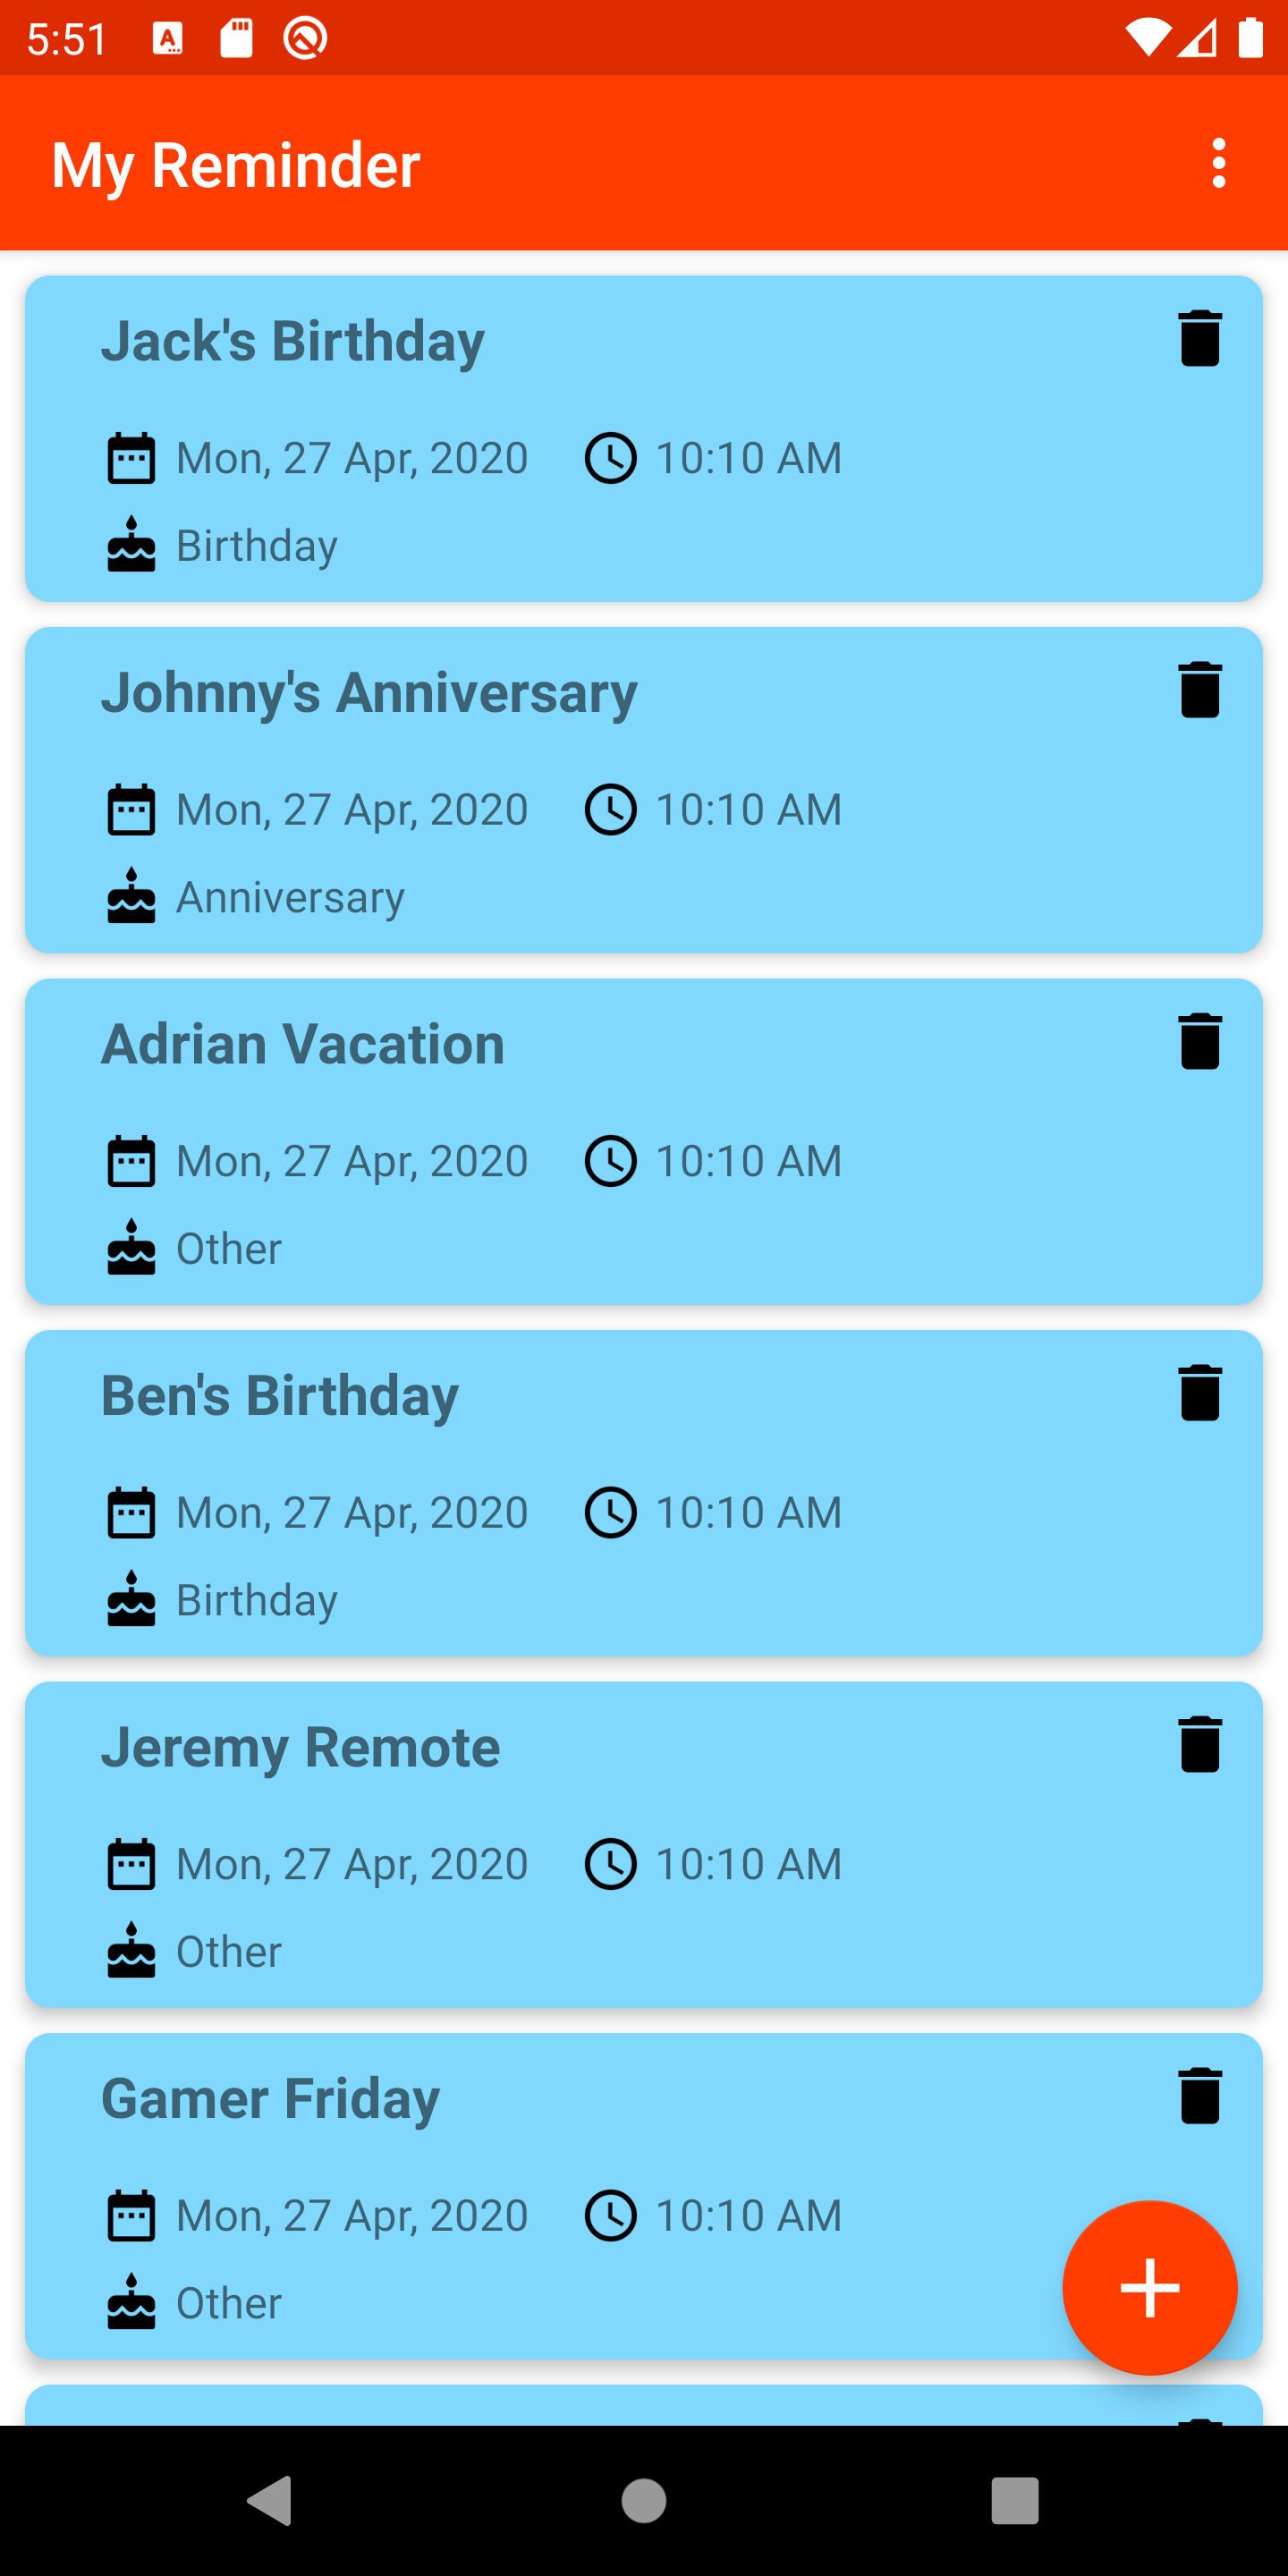 5:51
My Reminder
Jack's Birthday
Mon, 27 Apr, 2020 10:10 AM
Birthday
Johnny's Anniversary
Mon, 27 Apr, 2020 10:10 AM
Anniversary
Adrian Vacation
Mon, 27 Apr, 2020 10:10 AM
Other
Ben's Birthday
Mon, 27 Apr, 2020 10:10 AM
Birthday
Jeremy Remote
Mon, 27 Apr, 2020 10:10 AM
Other
Gamer Friday
Mon, 27 Apr, 2020 10:10 AM
Other